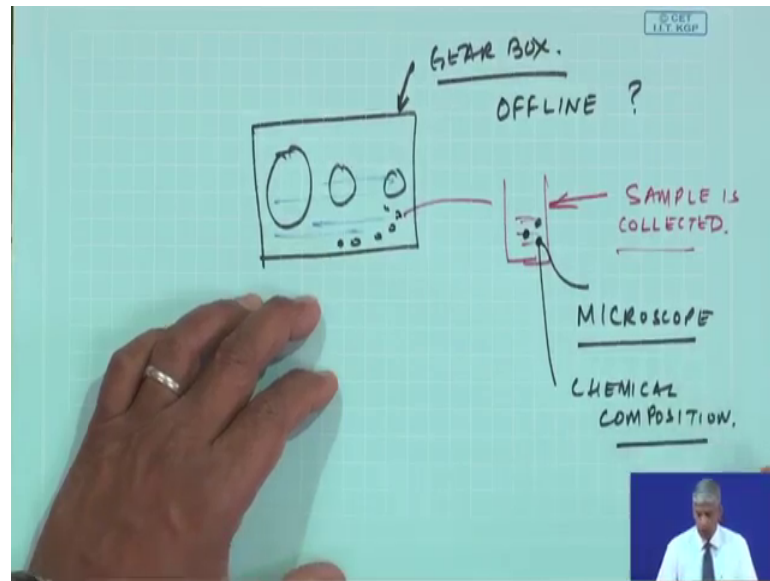 © CET
I.I.T. KGP
GEAR BOX.
OFFLINE ?
SAMPLE IS
COLLECTED.
MICROSCOPE
CHEMICAL
COMPOSITION.